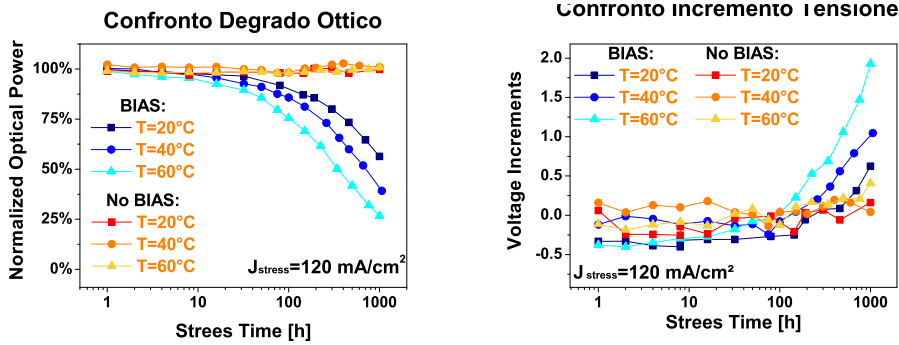 Confronto Degrado Ottico
Normalized Optical Power
100%
75%
50%
25%
0%
BIAS:
T=20°C
T=40°C
T=60°C
No BIAS:
T=20°C
T=40°C
T=60°C
Jstress=120 mA/cm2
1 10 100 1000
Strees Time [h]
Confronto Incremento Tensione
Voltage Increments
2.0
1.5
1.0
0.5
0.0
-0.5
BIAS: No BIAS:
T=20°C T=20°C
T=40°C T=40°C
T=60°C T=60°C
Jstress=120 mA/cm²
1 10 100 1000
Strees Time [h]